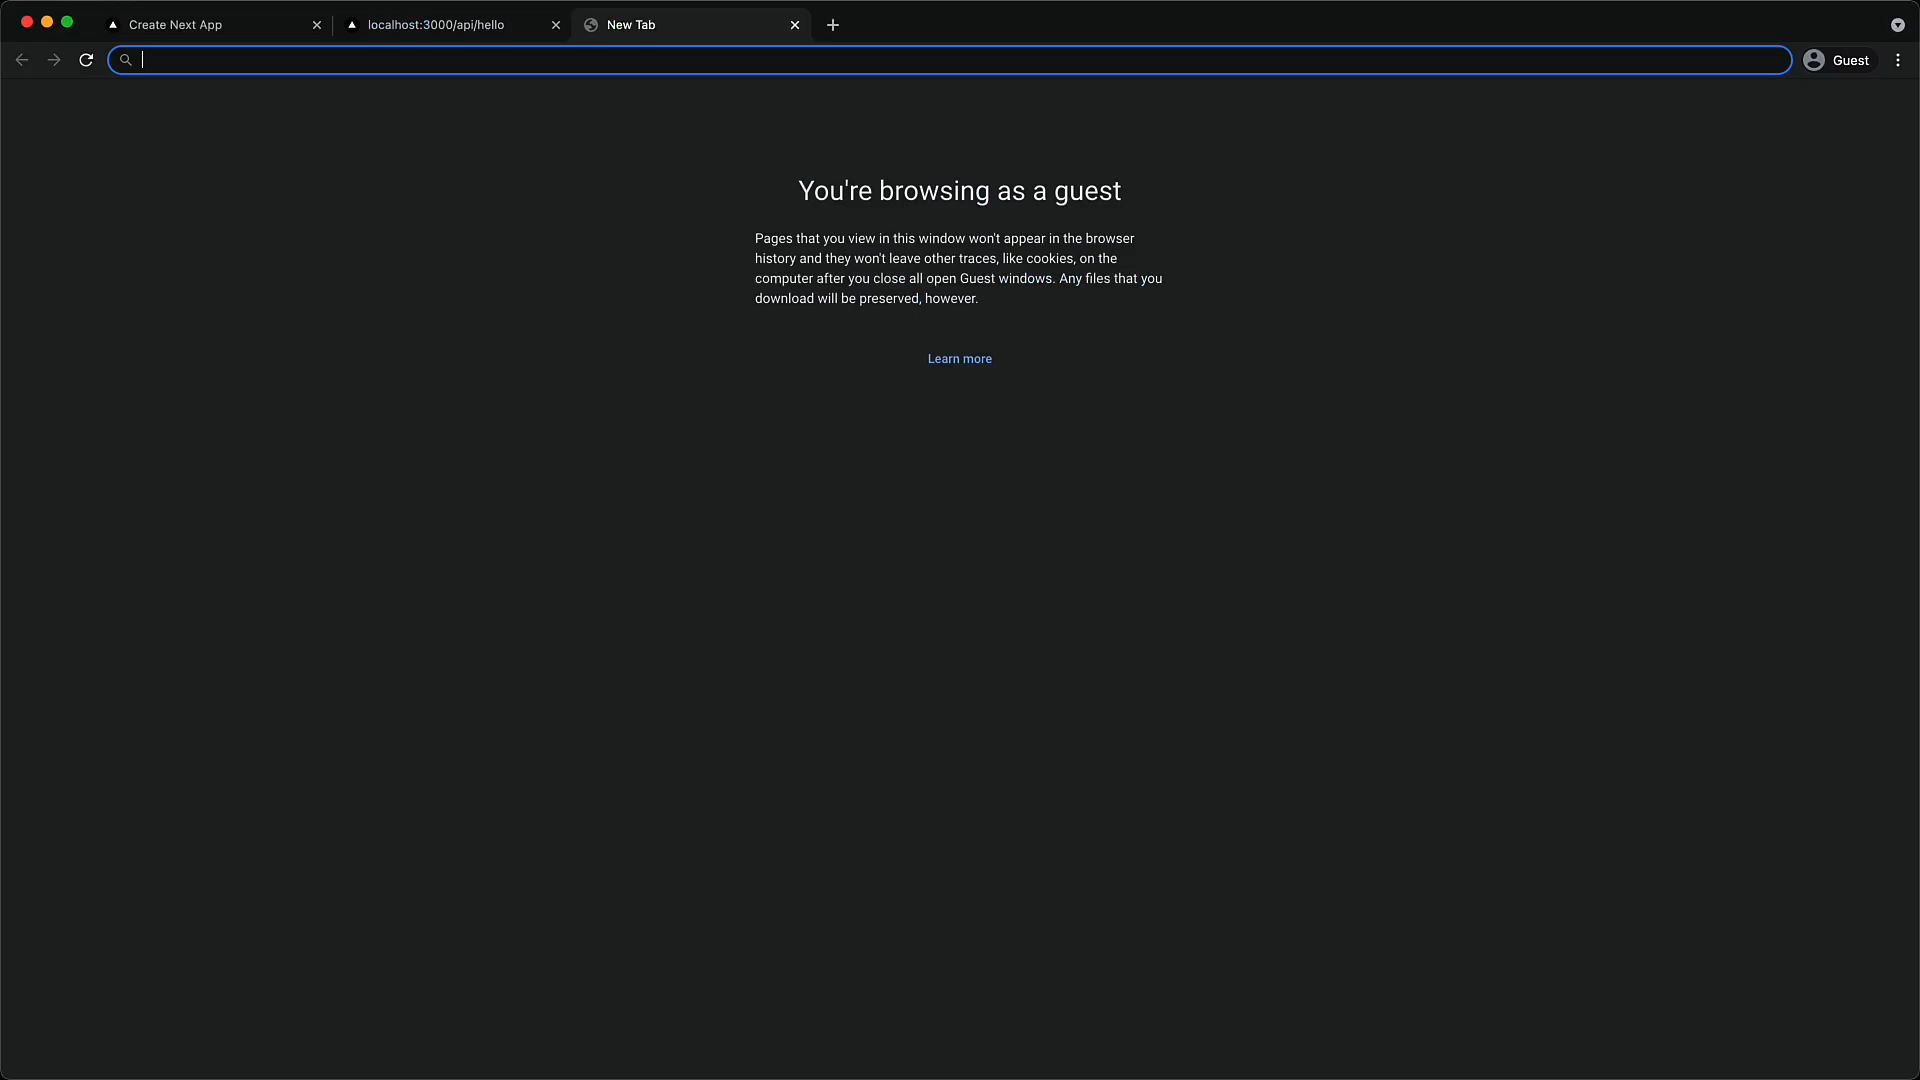 Create Next App
localhost:3000/api/hello
New Tab
Guest
You're browsing as a guest
Pages that you view in this window won't appear in the browser
history and they won't leave other traces, like cookies, on the
computer after you close all open Guest windows. Any files that you
download will be preserved, however.
Learn more